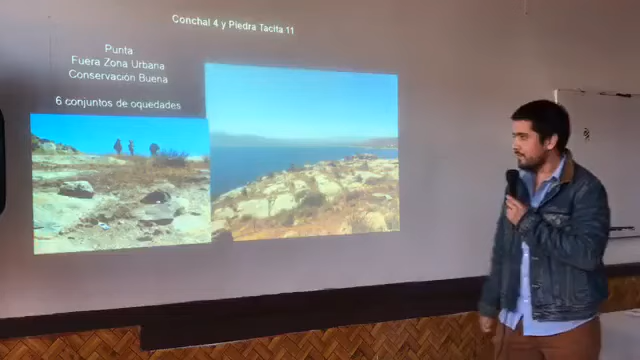 Conchal 4 y Piedra Tacita 11
Punta
Fuera Zona Urbana
Conservación Buena
6 conjuntos de oquedades